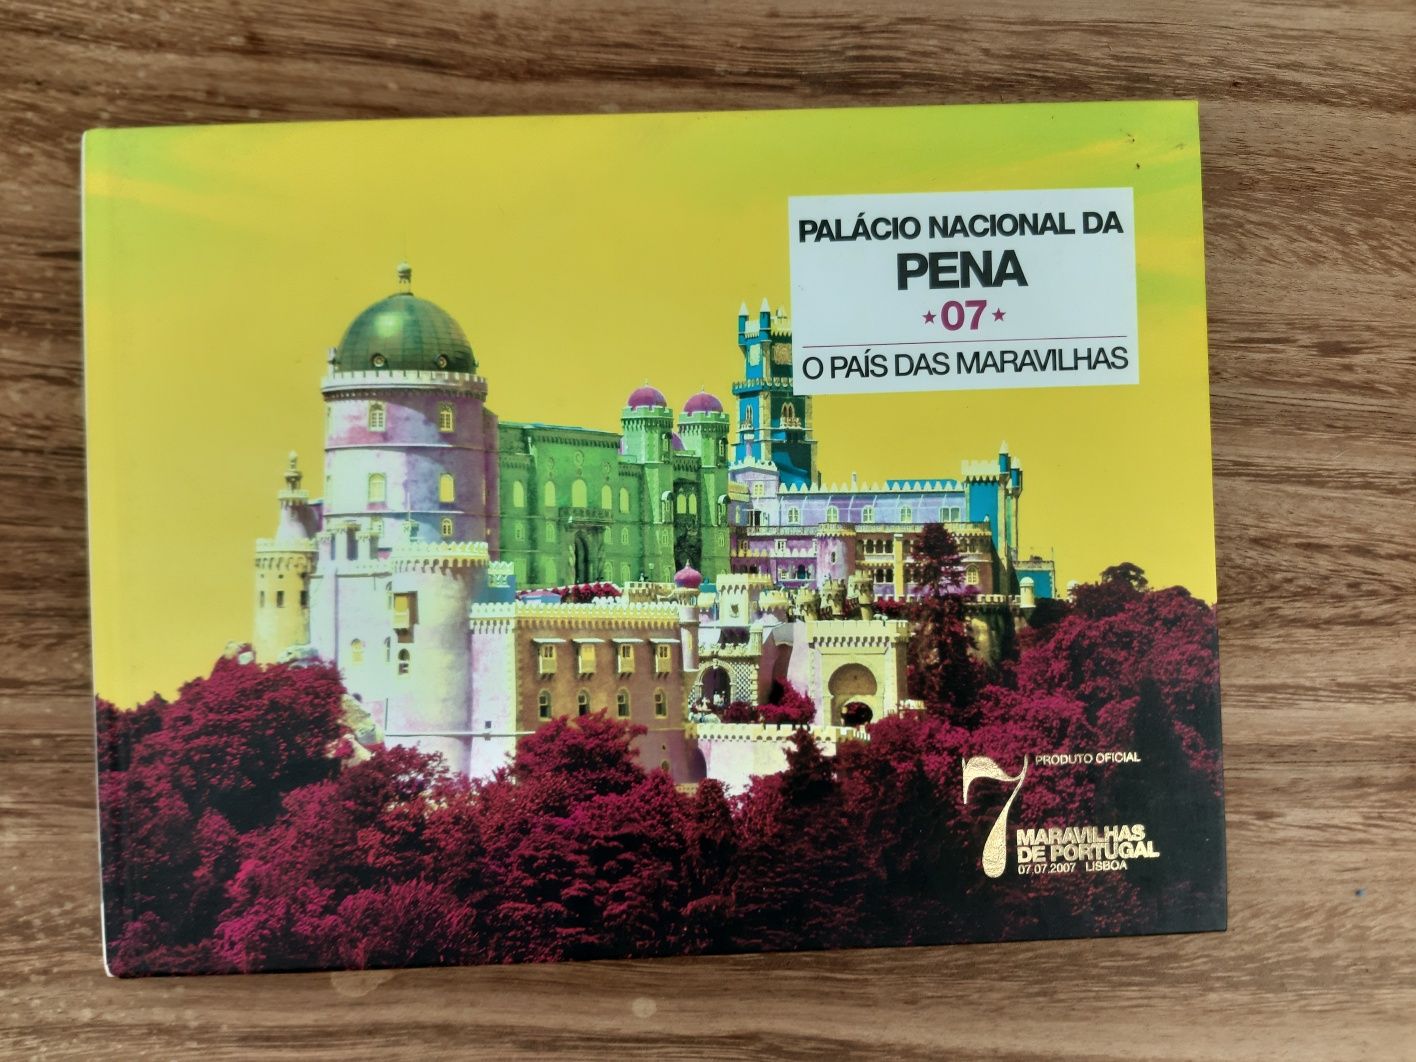 PALÁCIO NACIONAL DA
PENA
★07★
O PAÍS DAS MARAVILHAS
7
PRODUTO OFICIAL
MARAVILHAS
DE PORTUGAL
07.07.2007 LISBOA